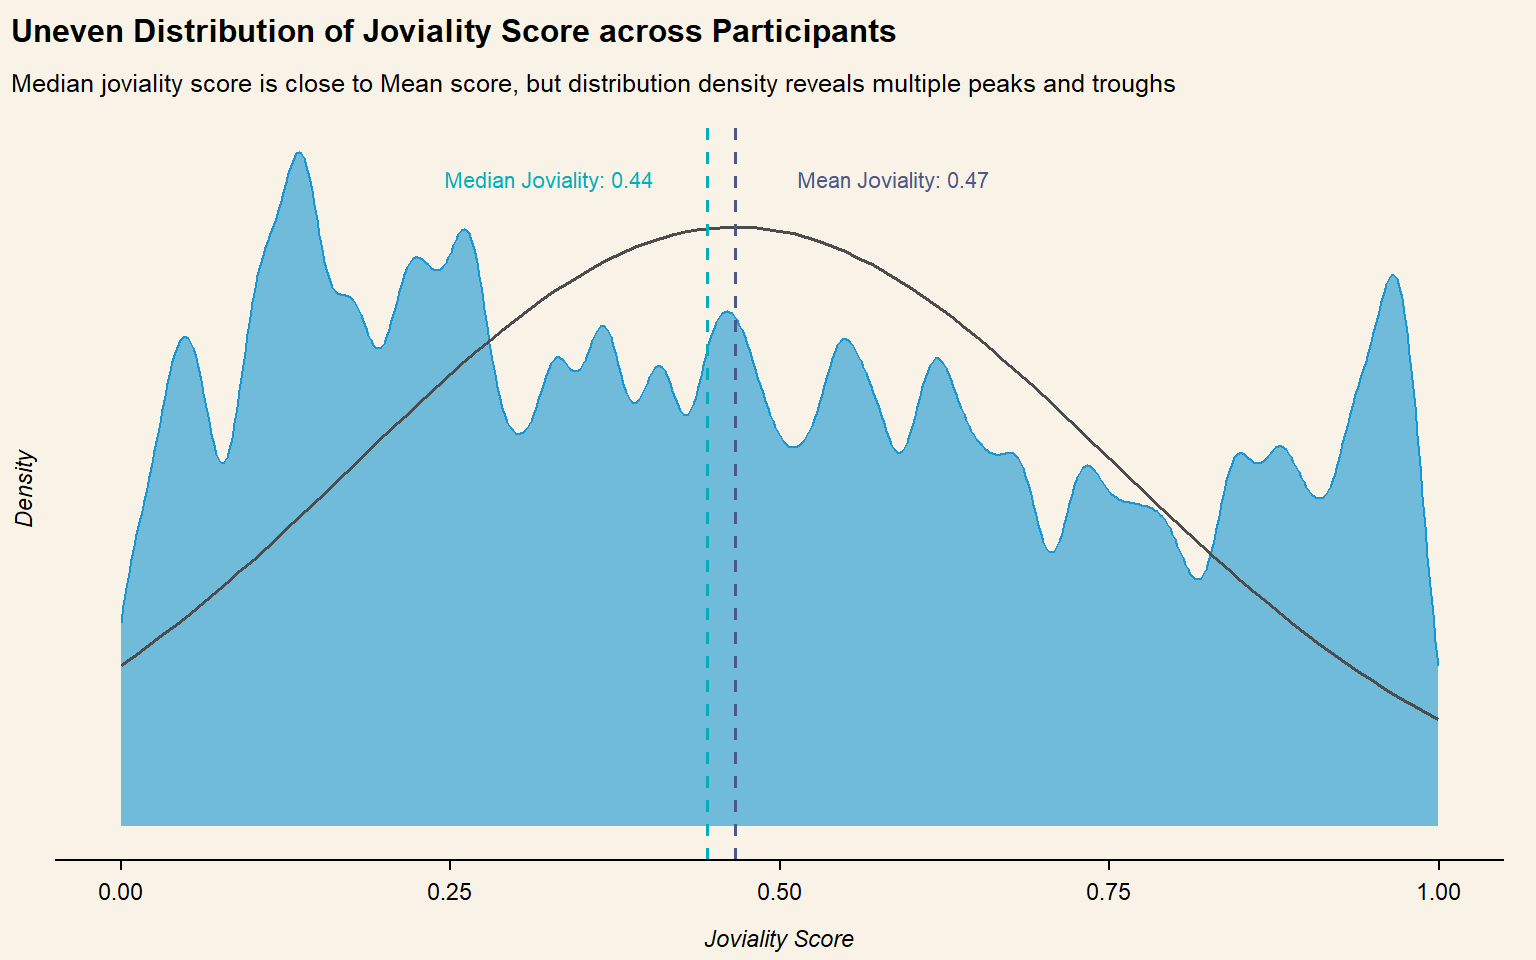 Uneven Distribution of Joviality Score across Participants
Median joviality score is close to Mean score, but distribution density reveals multiple peaks and troughs
Median Joviality: 0.44
Mean Joviality: 0.47
Density
0.00
0.25
0.50
0.75
1.00
Joviality Score